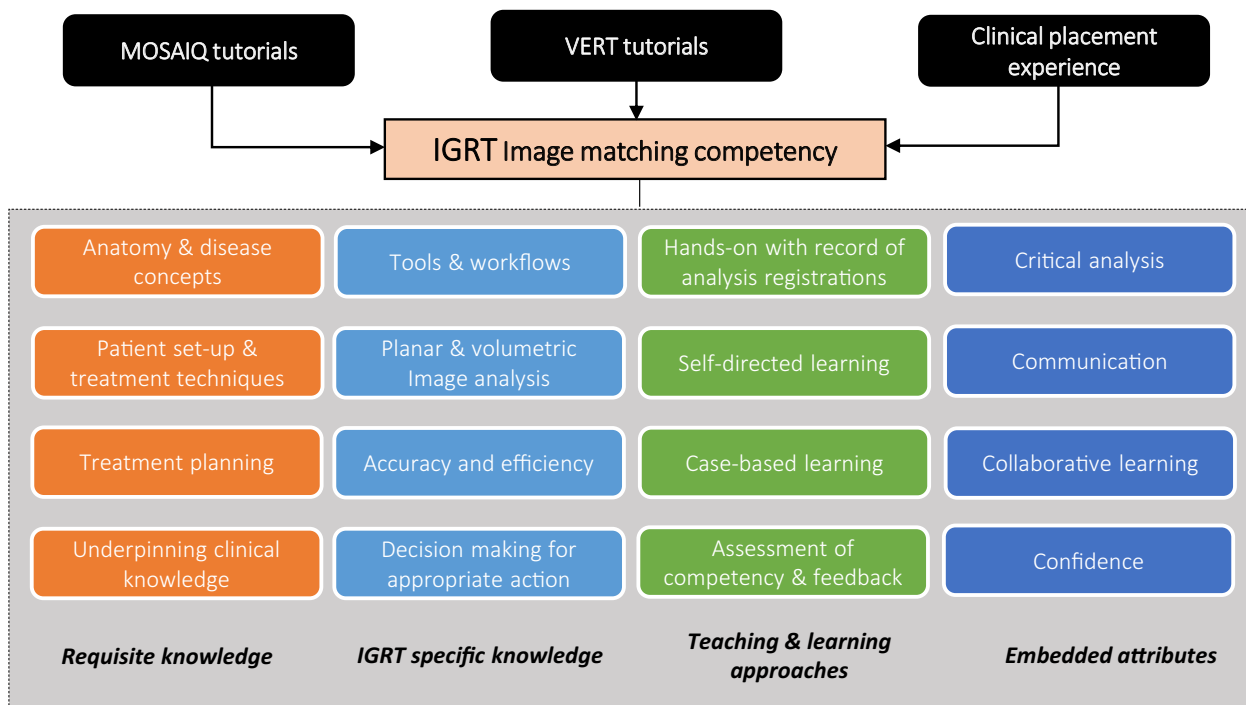 MOSAIQ tutorials
VERT tutorials
Clinical placement
experience
IGRT Image matching competency
Anatomy & disease
concepts
Tools & workflows
Hands-on with record of
analysis registrations
Critical analysis
Patient set-up &
treatment techniques
Planar & volumetric
Image analysis
Self-directed learning
Communication
Treatment planning
Accuracy and efficiency
Case-based learning
Collaborative learning
Underpinning clinical
knowledge
Decision making for
appropriate action
Assessment of
competency & feedback
Confidence
Requisite knowledge
IGRT specific knowledge
Teaching & learning
approaches
Embedded attributes